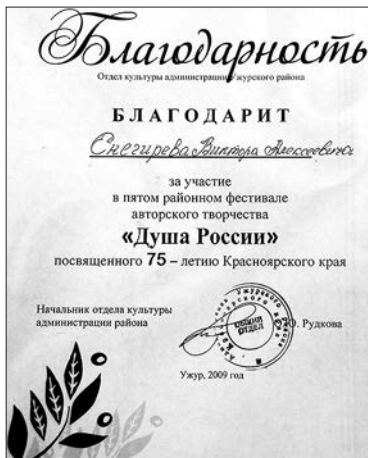 Благодарность
Отдел культуры администрации Ужурского района
БЛАГОДАРИТ
Снегирева Виктора Алексеевича
за участие
в пятом районном фестивале
авторского творчества
«Душа России»
посвященного 75 – летию Красноярского края
Начальник отдела культуры
администрации района
Рудкова
Ужур, 2009 год